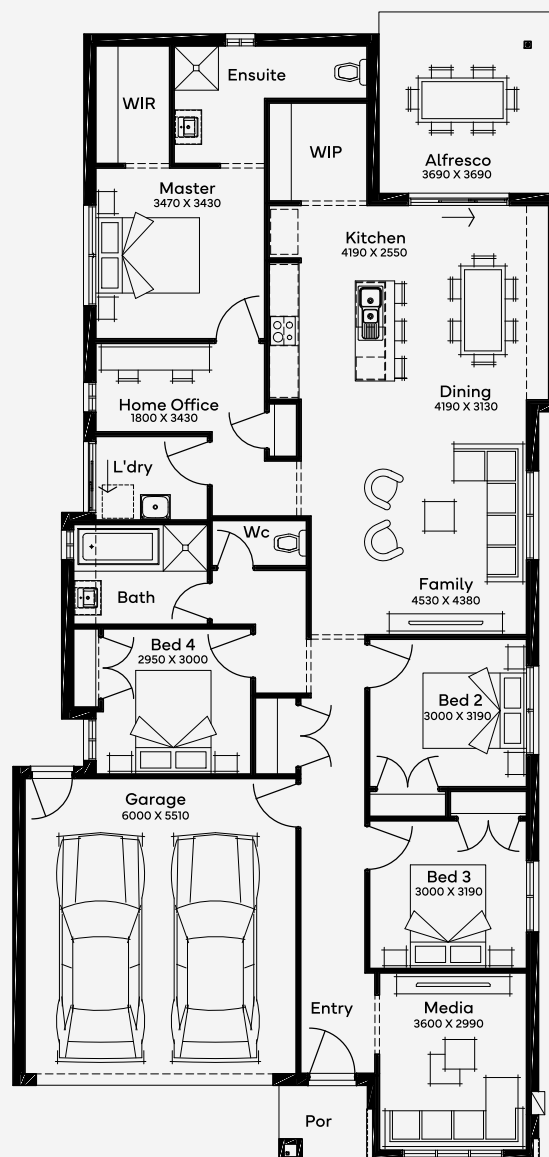 Ensuite
WIR
WIP
Alfresco
3690 X 3690
Master
3470 X 3430
Kitchen
4190 X 2550
Dining
4190 X 3130
Home Office
1800 X 3430
L'dry
Wc
Bath
Family
4530 X 4380
Bed 4
2950 X 3000
Bed 2
3000 X 3190
Garage
6000 X 5510
Bed 3
3000 X 3190
Entry
Media
3600 X 2990
Por